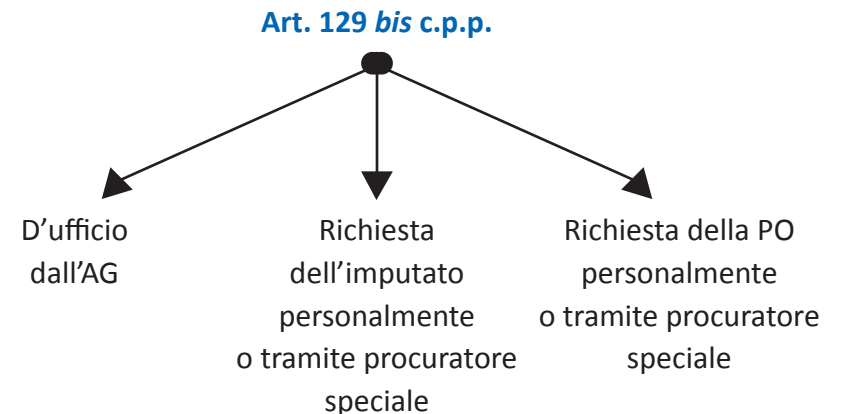 Art. 129 bis c.p.p.
D’ufficio
dall’AG
Richiesta
dell’imputato
personalmente
o tramite procuratore
speciale
Richiesta della PO
personalmente
o tramite procuratore
speciale